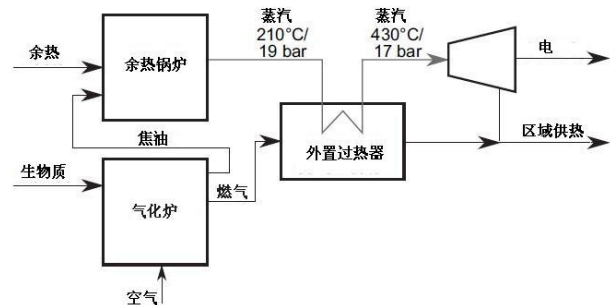 蒸汽
210°C/
19 bar
蒸汽
430°C/
17 bar
余热
余热锅炉
电
焦油
外置过热器
区域供热
生物质
气化炉
燃气
空气